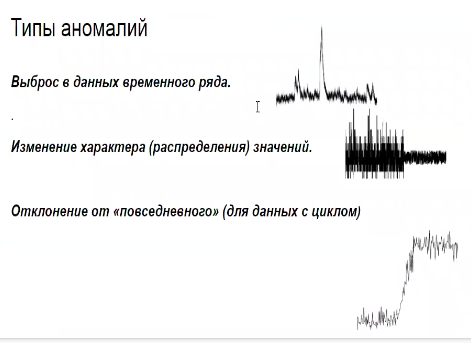 Типы аномалий
Выброс в данных временного ряда.
.
Изменение характера (распределения) значений.
Отклонение от «повседневного» (для данных с циклом)